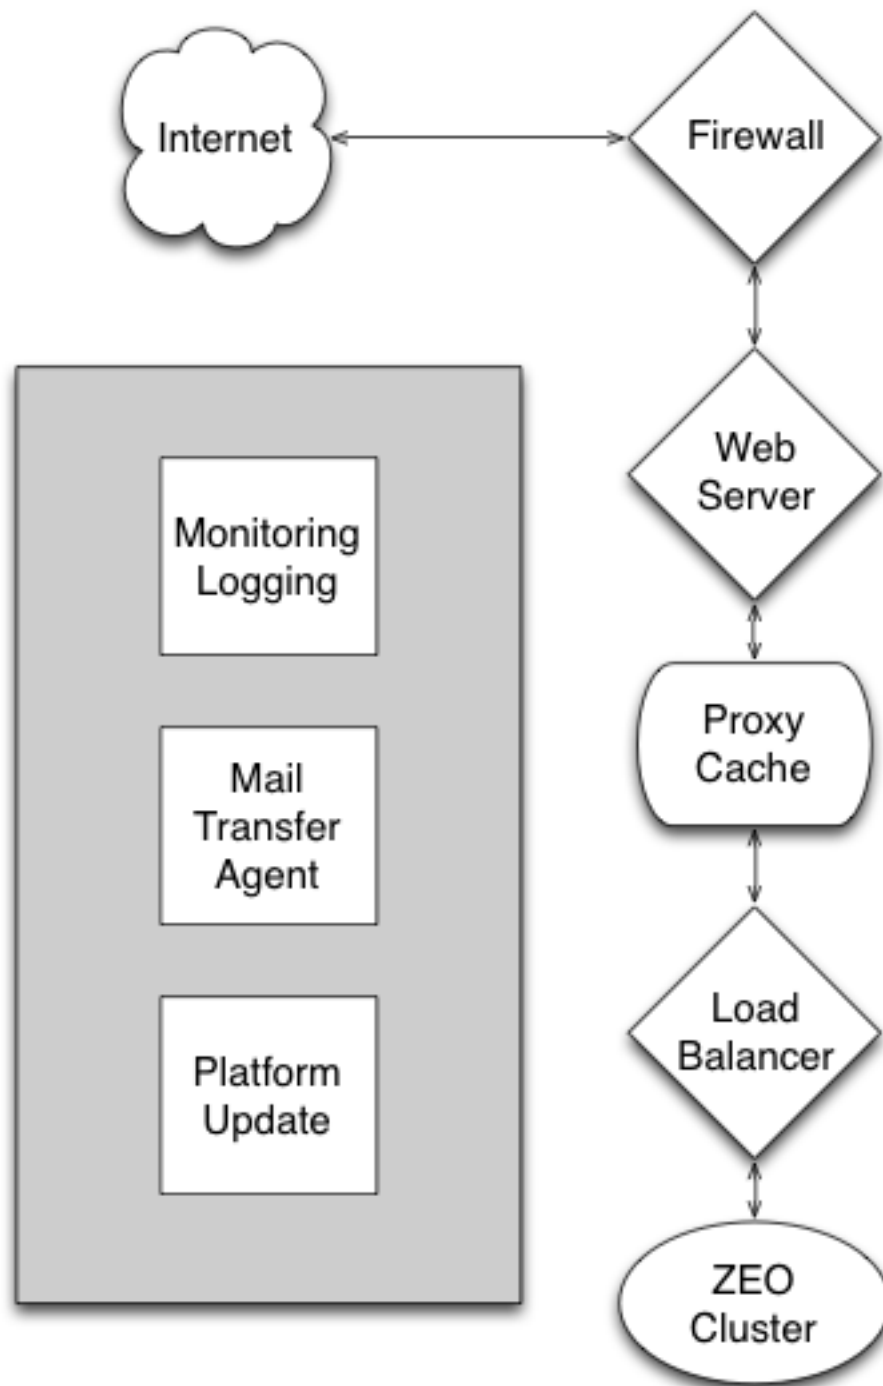 Internet
Firewall
Web
Server
Monitoring
Logging
Proxy
Cache
Mail
Transfer
Agent
Load
Balancer
Platform
Update
ZEO
Cluster